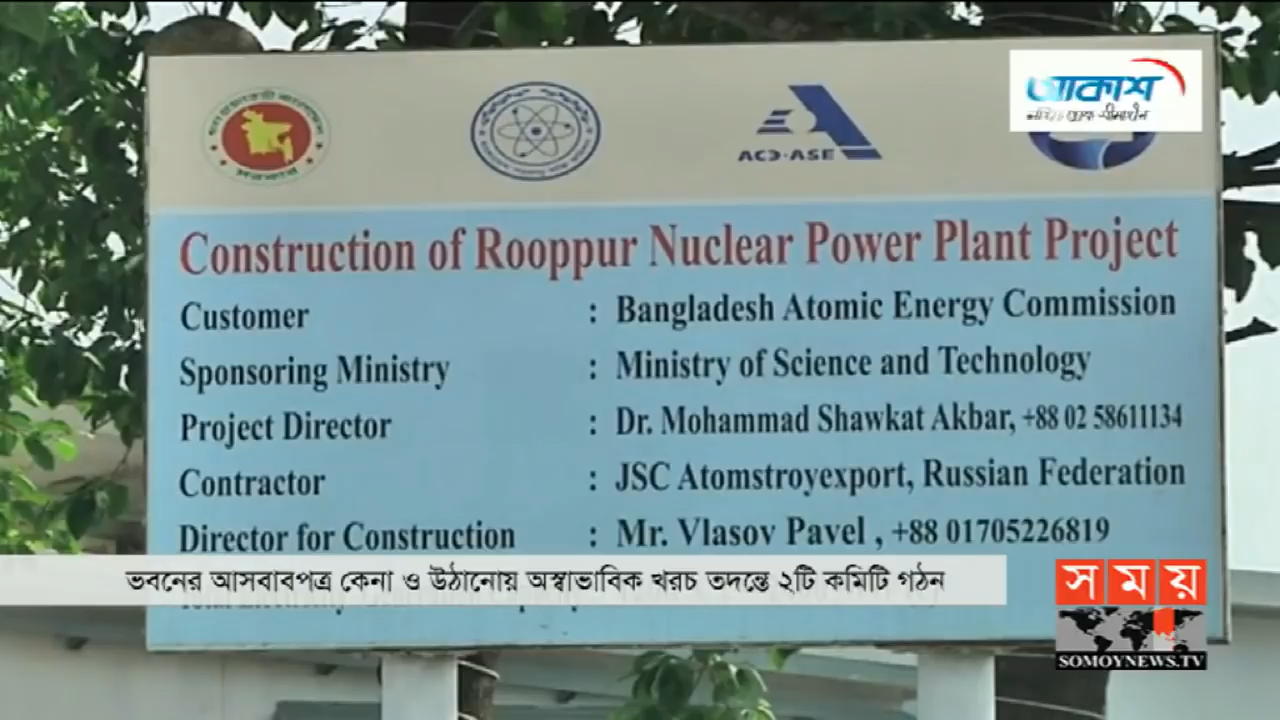 আকাশ
সরকার
АСЭ·ASE
Construction of Rooppur Nuclear Power Plant Project
Customer : Bangladesh Atomic Energy Commission
Sponsoring Ministry : Ministry of Science and Technology
Project Director : Dr. Mohammad Shawkat Akbar, +88 02 58611134
Contractor : JSC Atomstroyexport, Russian Federation
Director for Construction : Mr. Vlasov Pavel , +88 01705226819
ভবনের আসবাবপত্র কেনা ও উঠানোয় অস্বাভাবিক খরচ তদন্তে ২টি কমিটি গঠন
সময়
SOMOYNEWS.TV